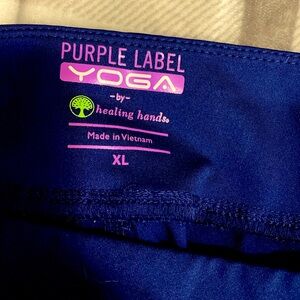 PURPLE LABEL
YOGA
-by-
healing hands®
Made in Vietnam
XL